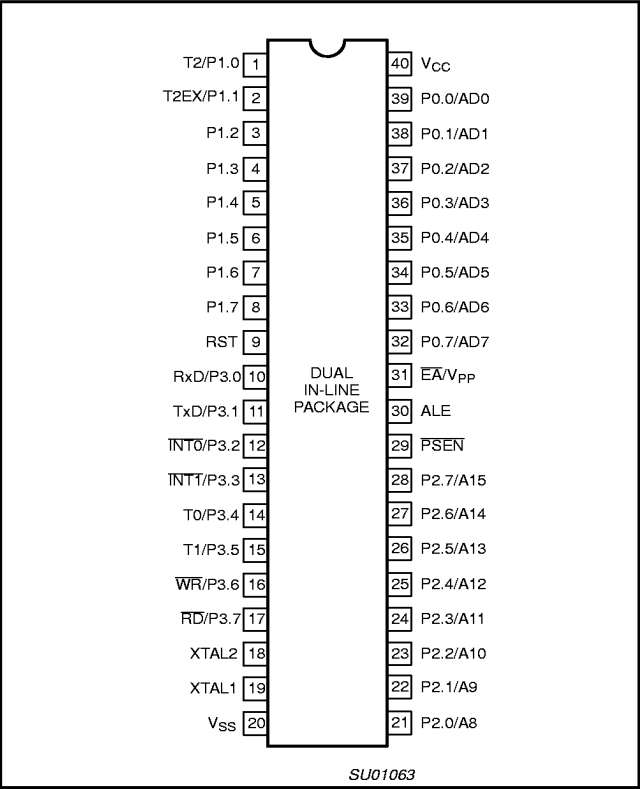 T2/P1.0 1 40 VCC
T2EX/P1.1 2 39 P0.0/AD0
P1.2 3 38 P0.1/AD1
P1.3 4 37 P0.2/AD2
P1.4 5 36 P0.3/AD3
P1.5 6 35 P0.4/AD4
P1.6 7 34 P0.5/AD5
P1.7 8 33 P0.6/AD6
RST 9 32 P0.7/AD7
RxD/P3.0 10 31 E̅A̅/VPP
DUAL
IN-LINE
PACKAGE
TxD/P3.1 11 30 ALE
I̅N̅T̅0̅/P3.2 12 29 P̅S̅E̅N̅
I̅N̅T̅1̅/P3.3 13 28 P2.7/A15
T0/P3.4 14 27 P2.6/A14
T1/P3.5 15 26 P2.5/A13
W̅R̅/P3.6 16 25 P2.4/A12
R̅D̅/P3.7 17 24 P2.3/A11
XTAL2 18 23 P2.2/A10
XTAL1 19 22 P2.1/A9
VSS 20 21 P2.0/A8
SU01063